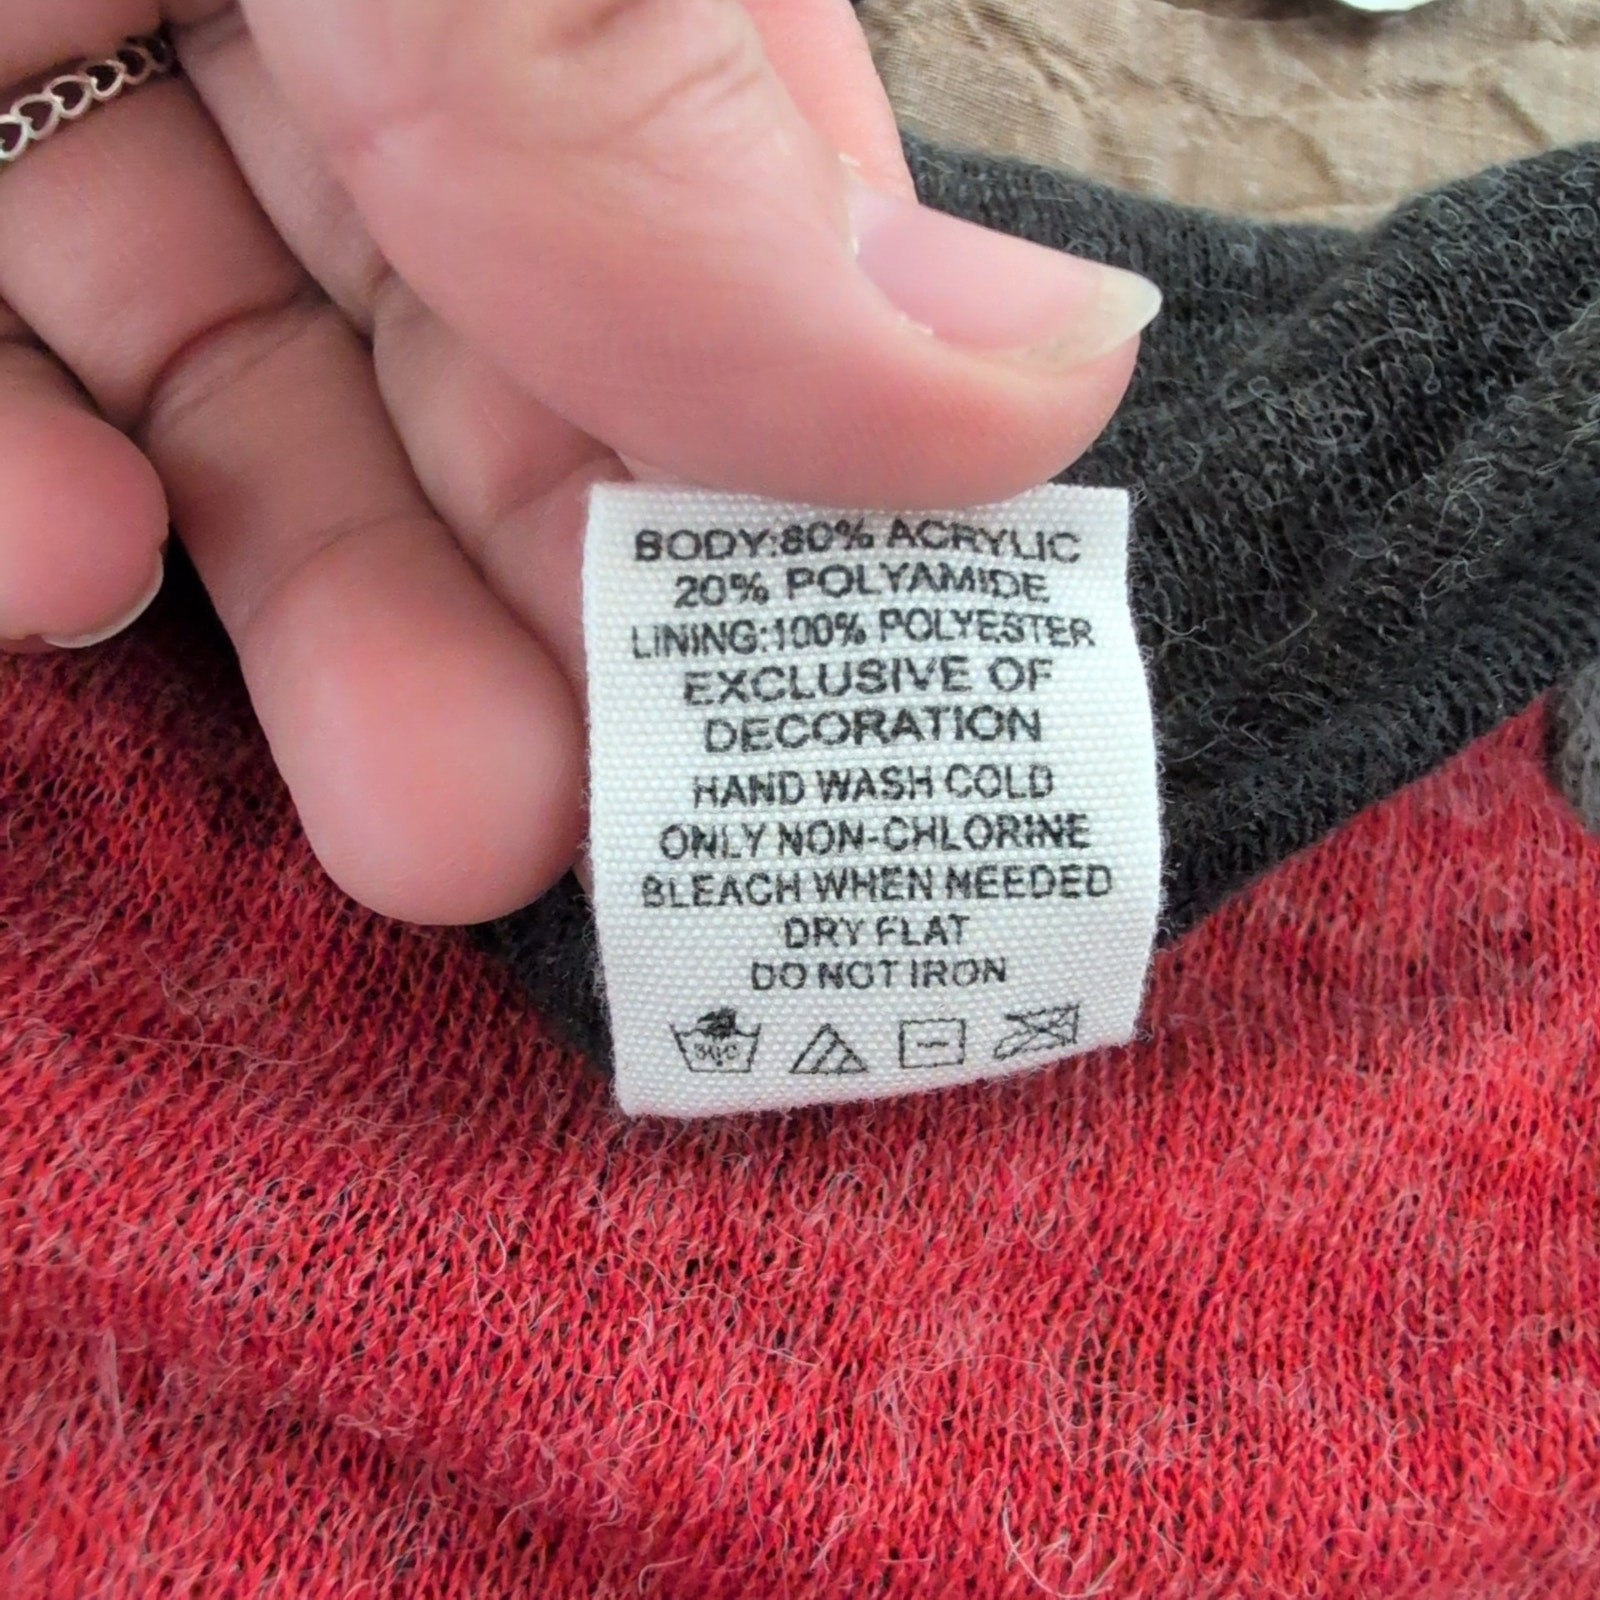 BODY:80% ACRYLIC
20% POLYAMIDE
LINING:100% POLYESTER
EXCLUSIVE OF
DECORATION
HAND WASH COLD
ONLY NON-CHLORINE
BLEACH WHEN NEEDED
DRY FLAT
DO NOT IRON